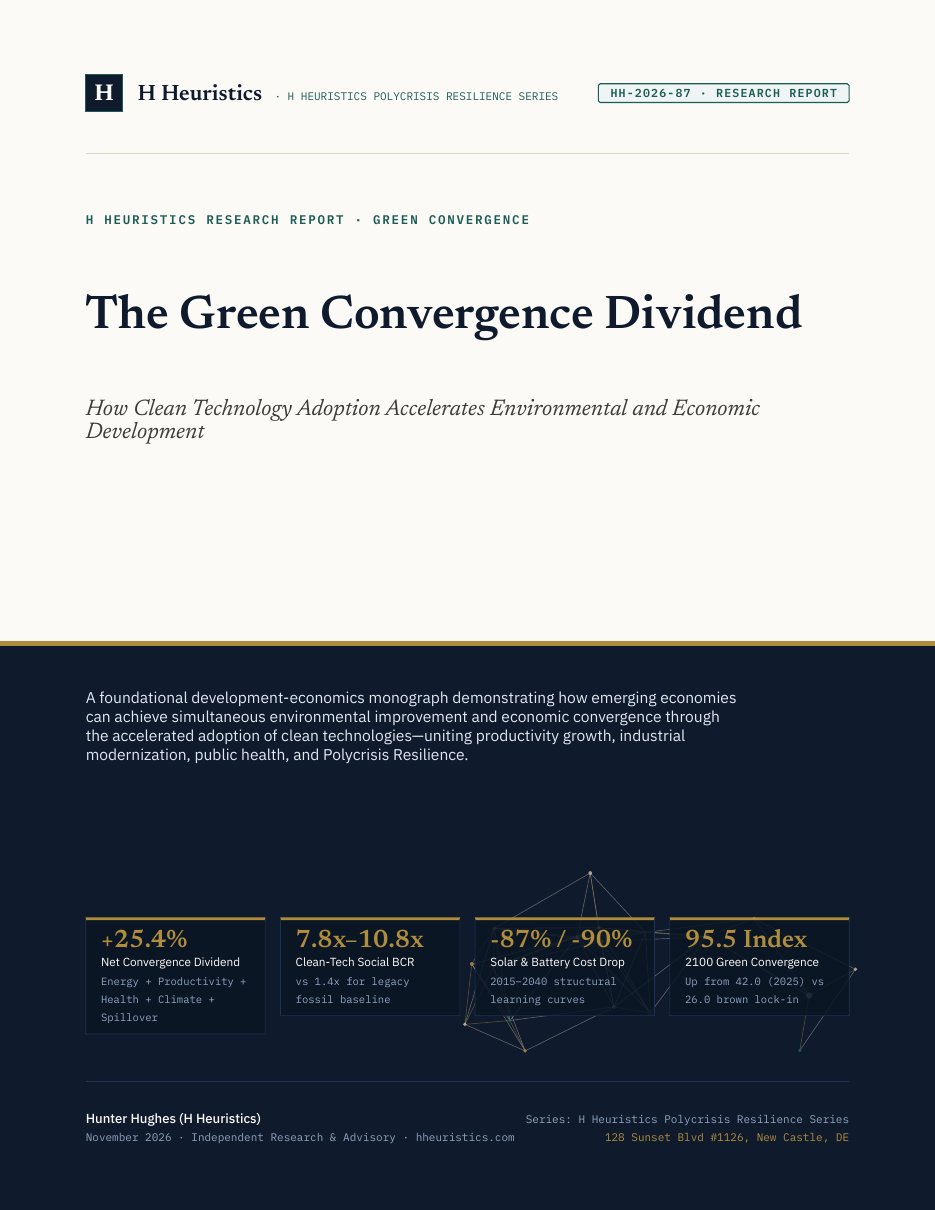 H
H Heuristics · H HEURISTICS POLYCRISIS RESILIENCE SERIES
HH-2026-87 · RESEARCH REPORT
H HEURISTICS RESEARCH REPORT · GREEN CONVERGENCE
The Green Convergence Dividend
How Clean Technology Adoption Accelerates Environmental and Economic
Development
A foundational development-economics monograph demonstrating how emerging economies
can achieve simultaneous environmental improvement and economic convergence through
the accelerated adoption of clean technologies—uniting productivity growth, industrial
modernization, public health, and Polycrisis Resilience.
+25.4%
Net Convergence Dividend
Energy + Productivity +
Health + Climate +
Spillover
7.8x–10.8x
Clean-Tech Social BCR
vs 1.4x for legacy
fossil baseline
-87% / -90%
Solar & Battery Cost Drop
2015–2040 structural
learning curves
95.5 Index
2100 Green Convergence
Up from 42.0 (2025) vs
26.0 brown lock-in
Hunter Hughes (H Heuristics)
November 2026 · Independent Research & Advisory · hheuristics.com
Series: H Heuristics Polycrisis Resilience Series
128 Sunset Blvd #1126, New Castle, DE